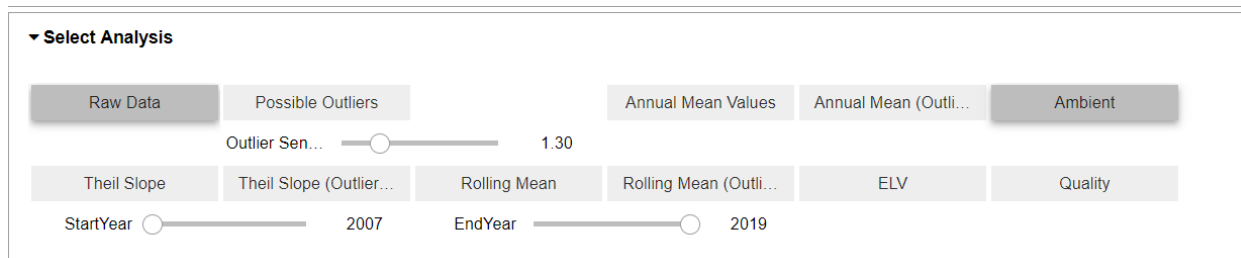 Select Analysis
Raw Data Possible Outliers Annual Mean Values Annual Mean (Outli... Ambient
Outlier Sen... 1.30
Theil Slope Theil Slope (Outlier... Rolling Mean Rolling Mean (Outli... ELV Quality
StartYear 2007 EndYear 2019